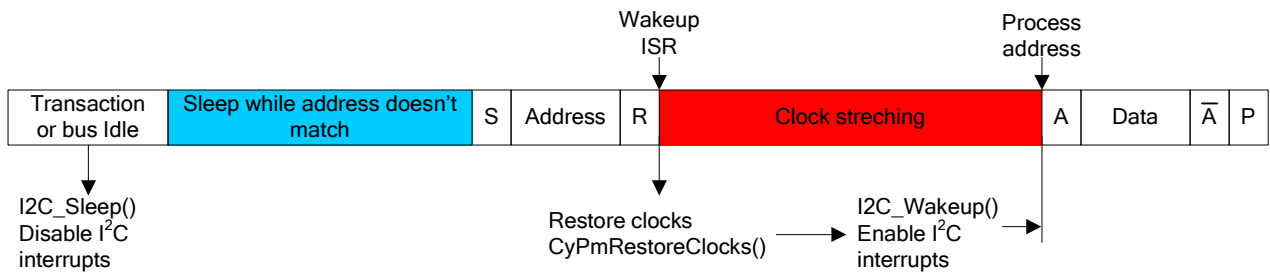 Wakeup
ISR
Process
address
Transaction
or bus Idle
Sleep while address doesn't
match
S
Address
R
Clock streching
A
Data
A̅
P
I2C_Sleep()
Disable I²C
interrupts
Restore clocks
CyPmRestoreClocks()
I2C_Wakeup()
Enable I²C
interrupts